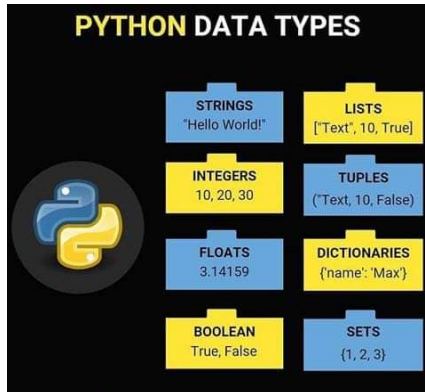 PYTHON DATA TYPES
STRINGS
"Hello World!"
LISTS
["Text", 10, True]
INTEGERS
10, 20, 30
TUPLES
("Text, 10, False)
FLOATS
3.14159
DICTIONARIES
{'name': 'Max'}
BOOLEAN
True, False
SETS
{1, 2, 3}